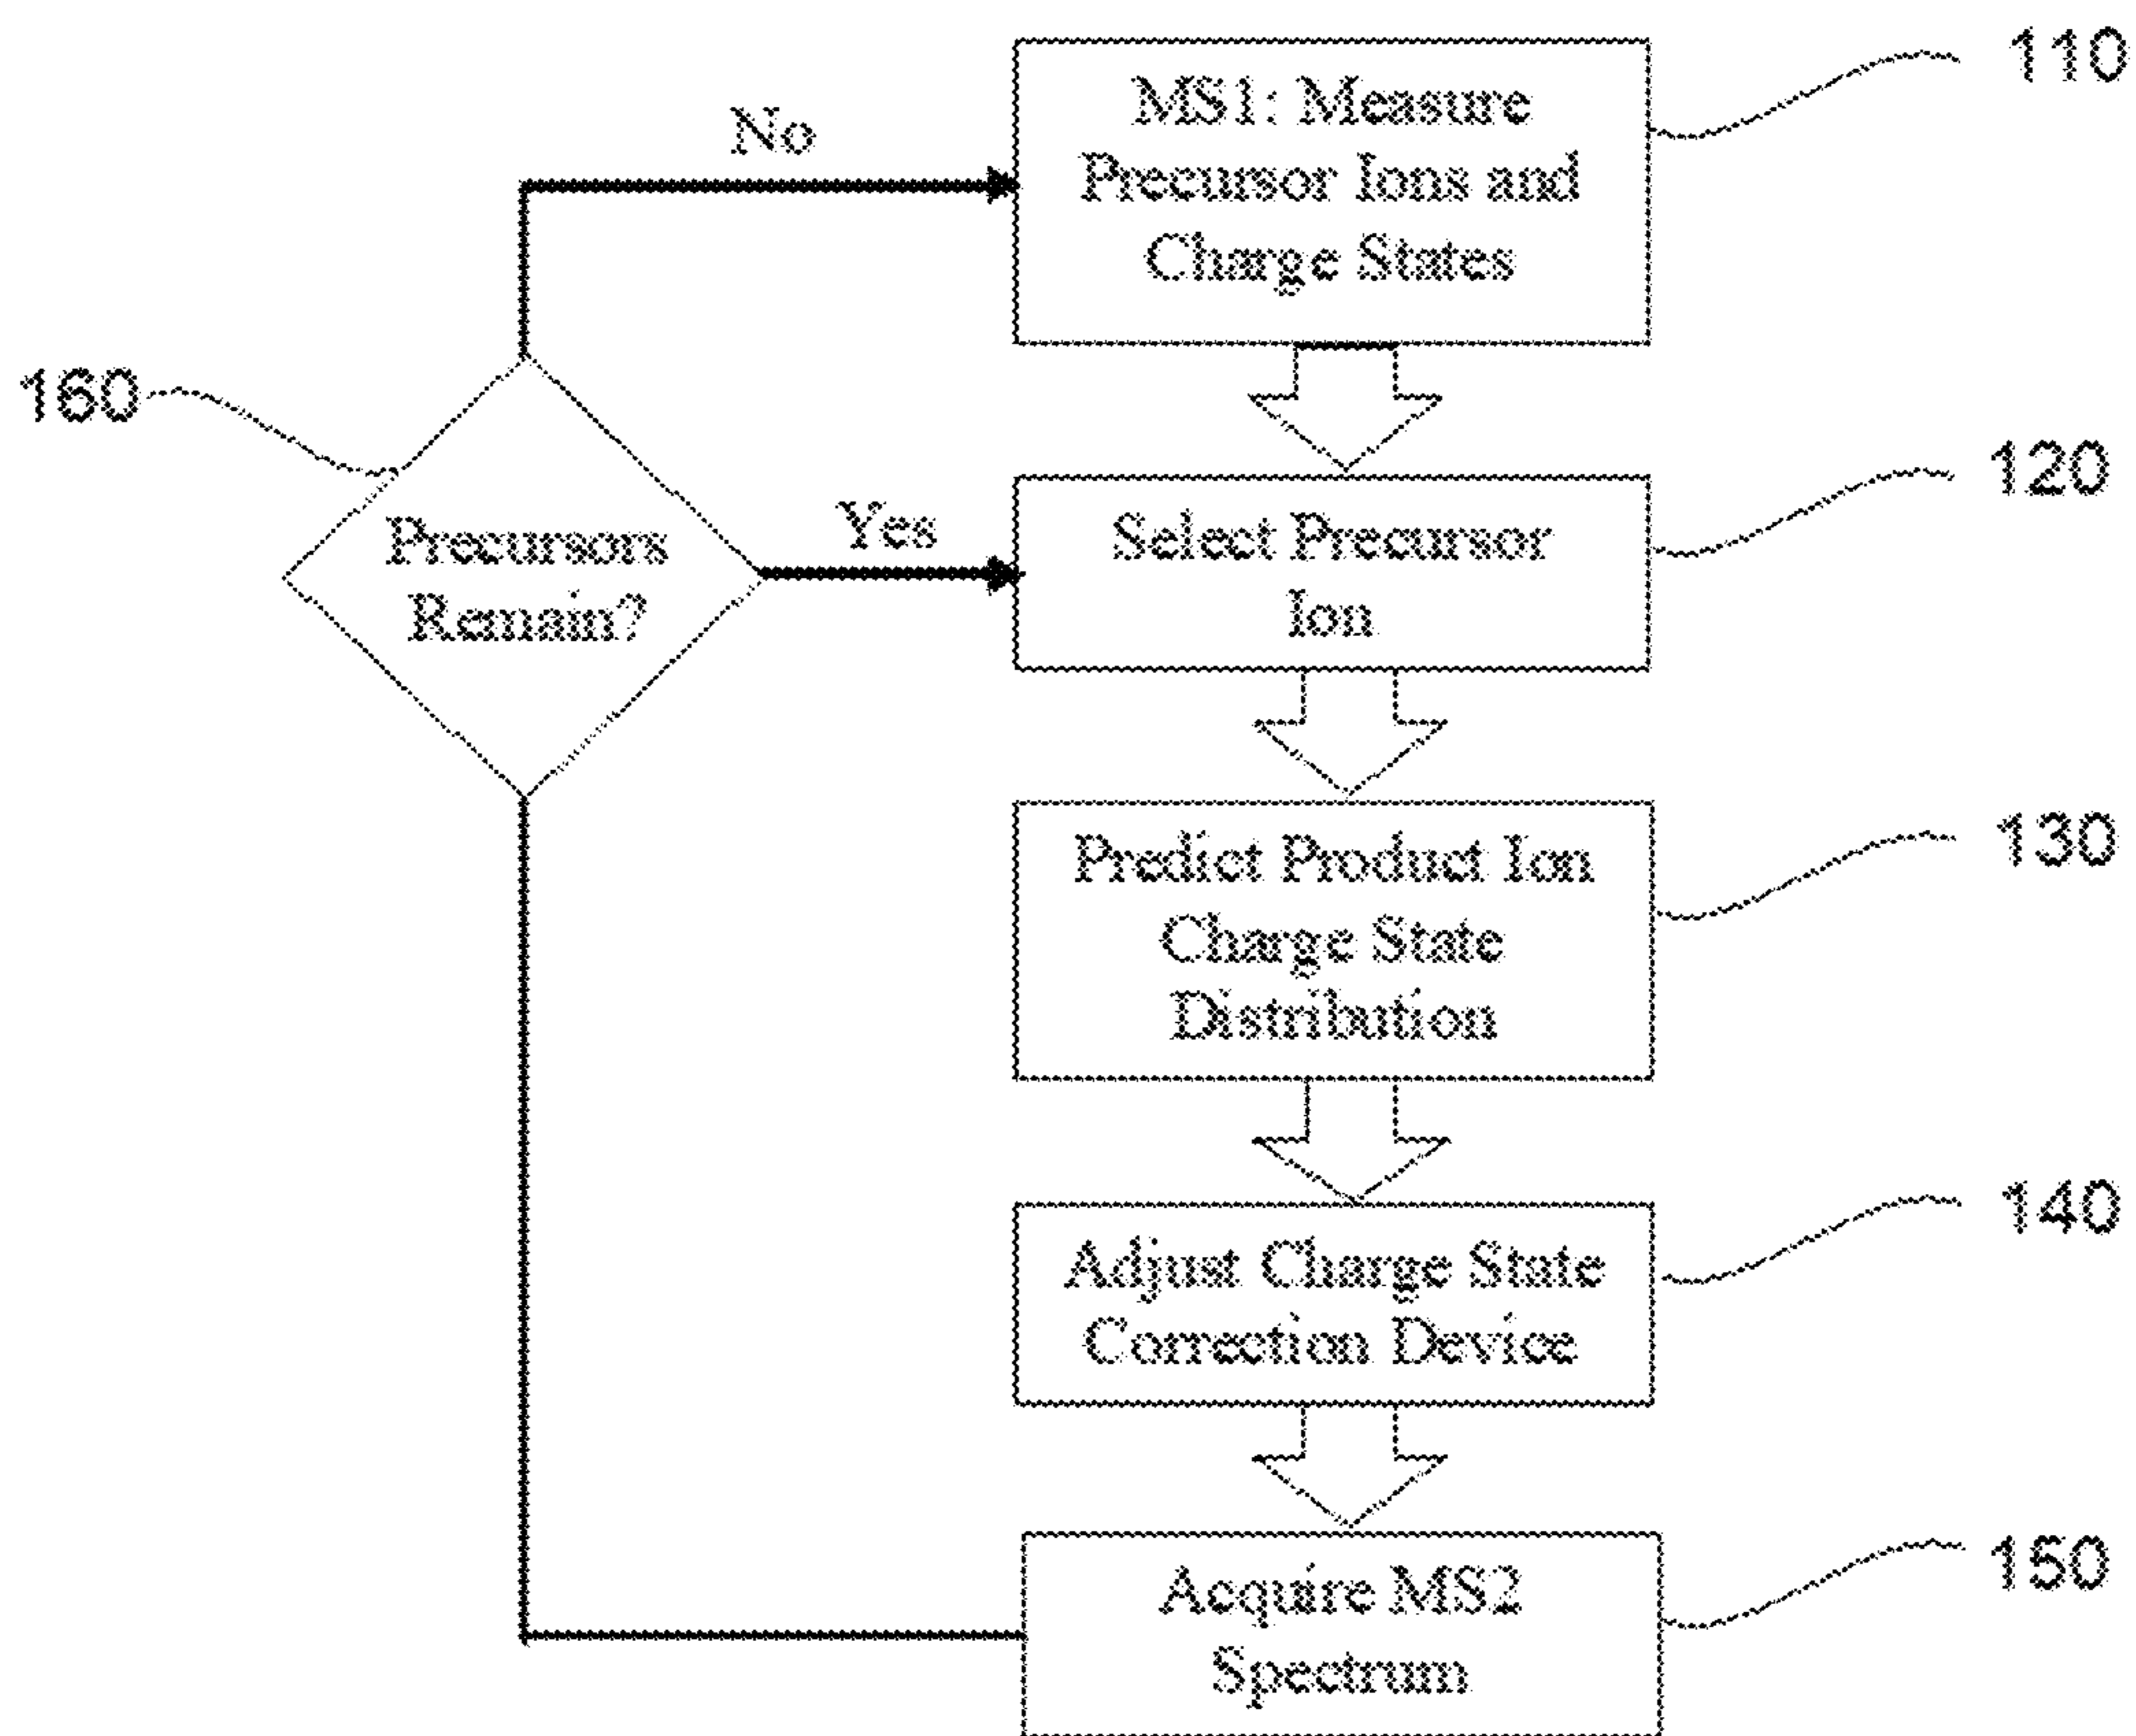 No
MS1: Measure
Precursor Ions and
Charge States
110
160
Precursors
Remain?
Yes
Select Precursor
Ion
120
Predict Product Ion
Charge State
Distribution
130
Adjust Charge State
Correction Device
140
Acquire MS2
Spectrum
150